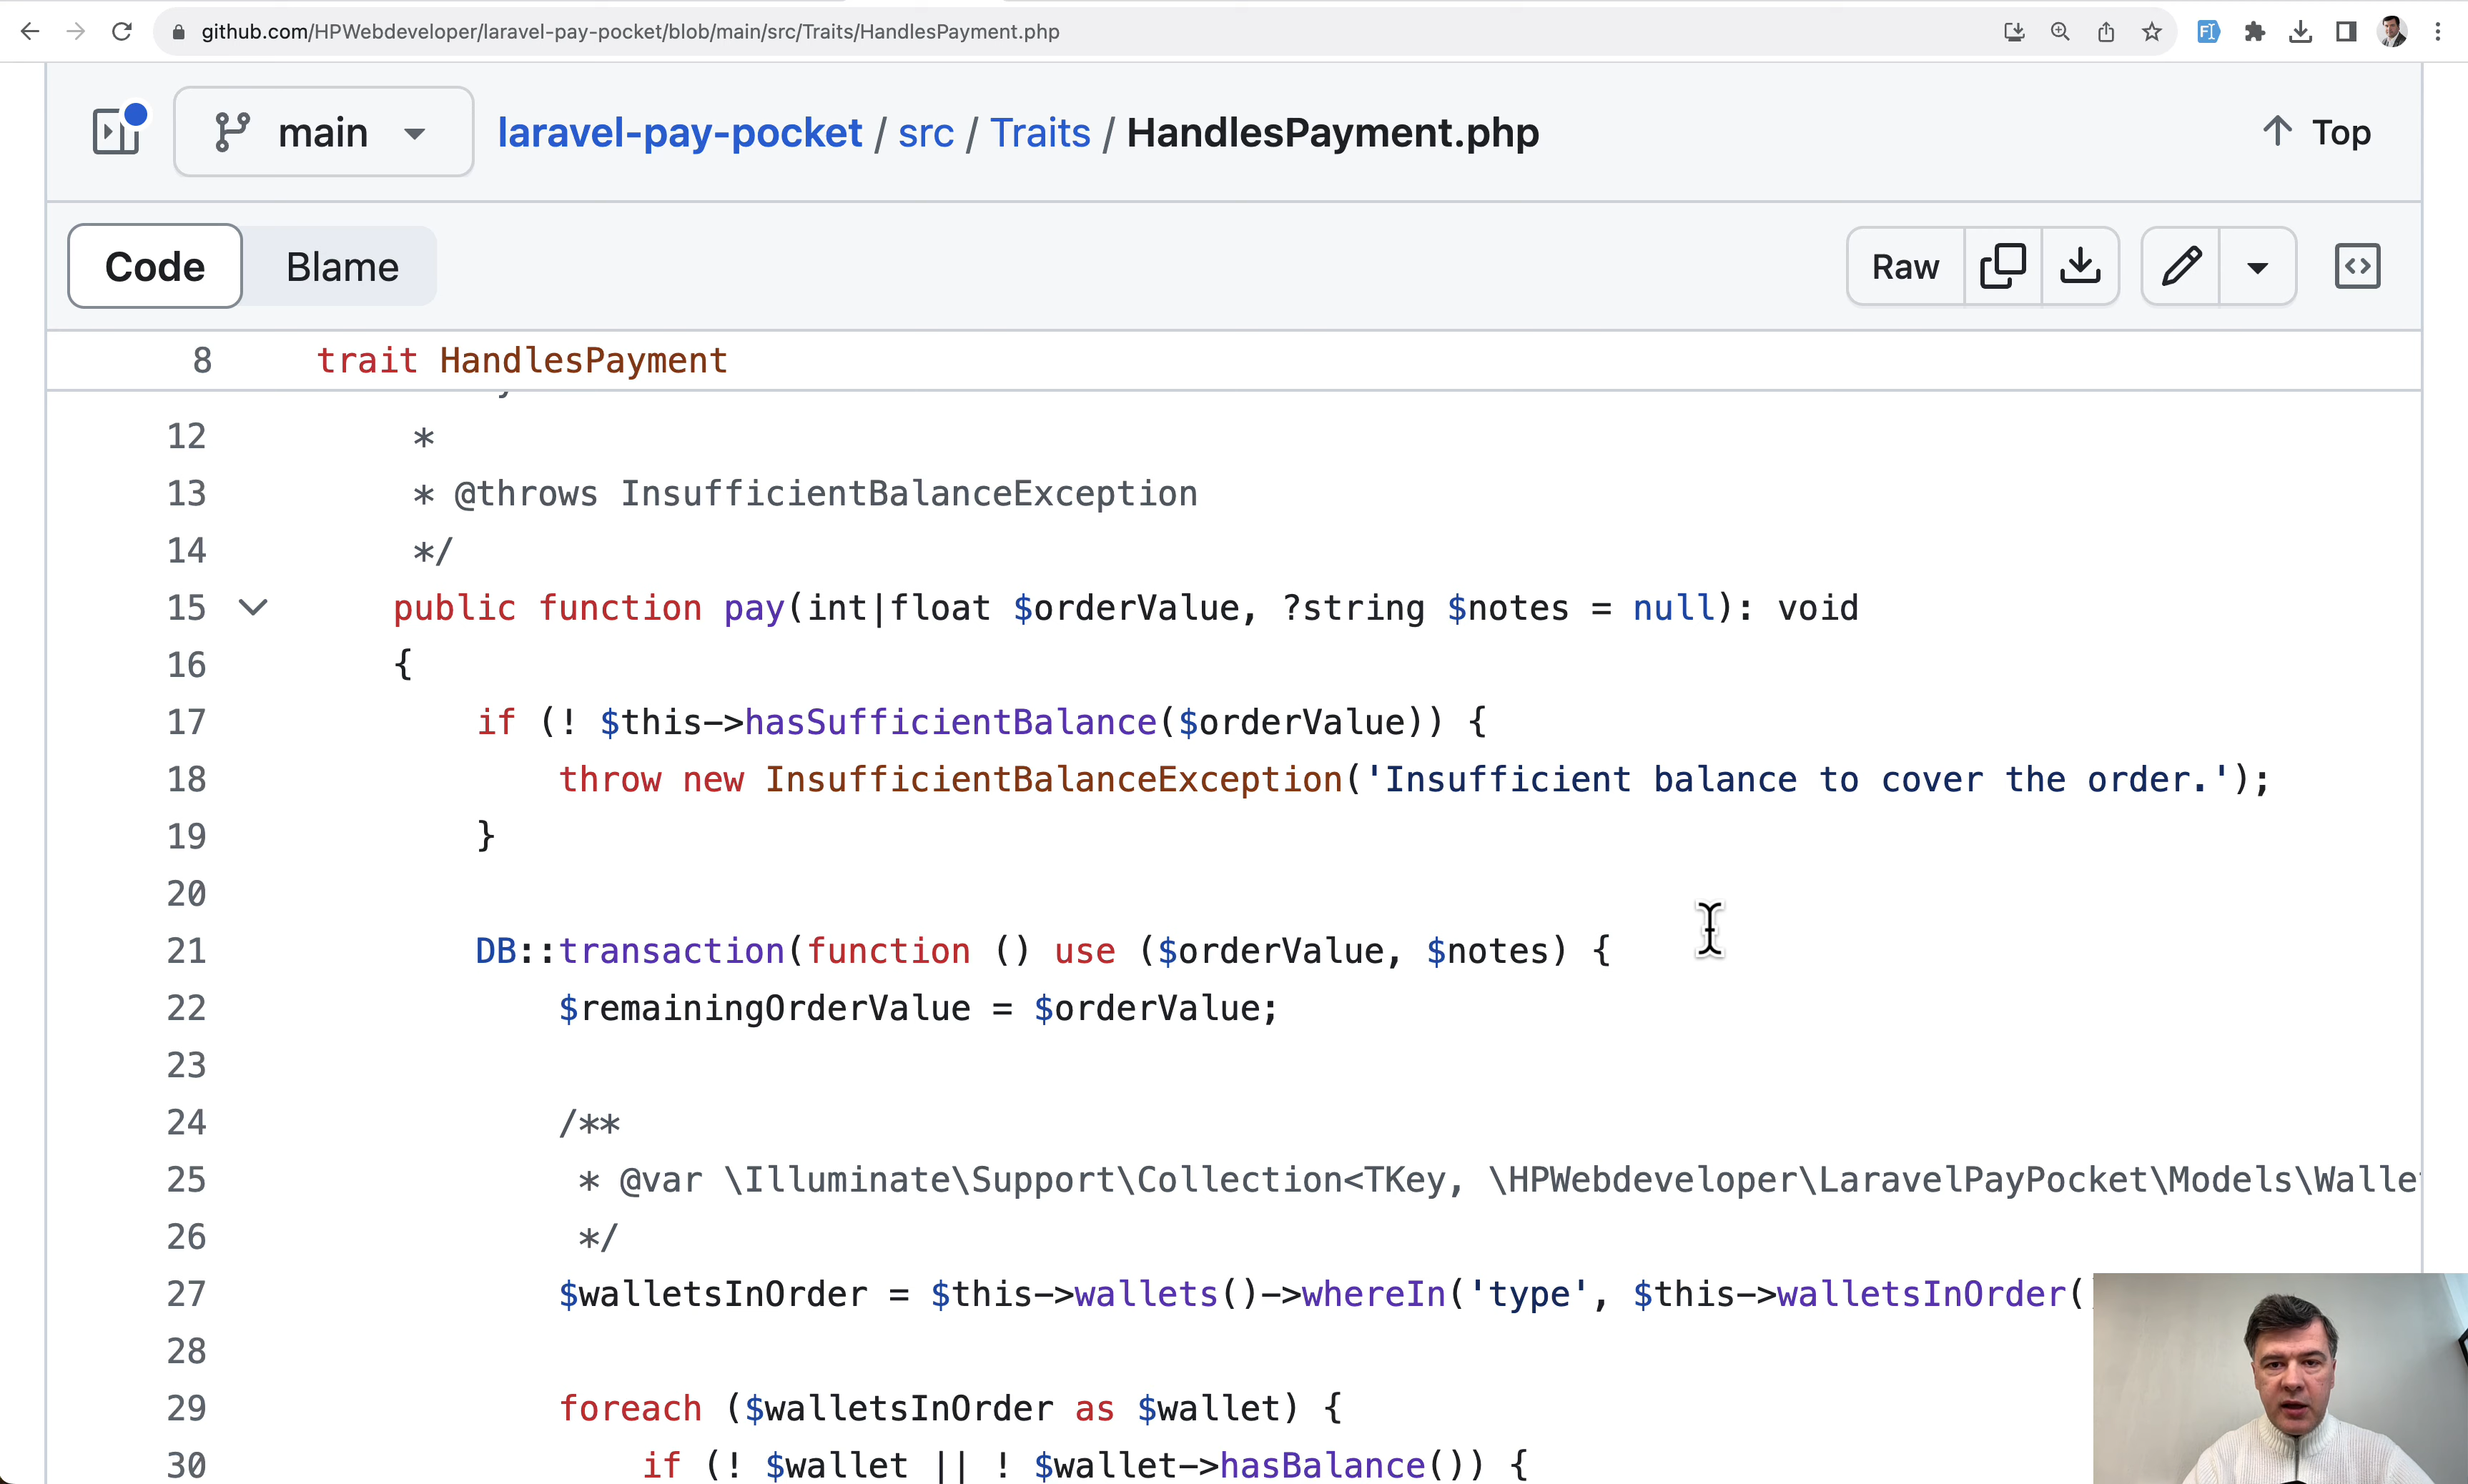 github.com/HPWebdeveloper/laravel-pay-pocket/blob/main/src/Traits/HandlesPayment.php
main
laravel-pay-pocket / src / Traits / HandlesPayment.php
Top
Code
Blame
Raw
8 trait HandlesPayment
12 *
13 * @throws InsufficientBalanceException
14 */
15 public function pay(int|float $orderValue, ?string $notes = null): void
16 {
17 if (! $this->hasSufficientBalance($orderValue)) {
18 throw new InsufficientBalanceException('Insufficient balance to cover the order.');
19 }
20
21 DB::transaction(function () use ($orderValue, $notes) {
22 $remainingOrderValue = $orderValue;
23
24 /**
25 * @var \Illuminate\Support\Collection<TKey, \HPWebdeveloper\LaravelPayPocket\Models\Walle
26 */
27 $walletsInOrder = $this->wallets()->whereIn('type', $this->walletsInOrder(
28
29 foreach ($walletsInOrder as $wallet) {
30 if (! $wallet || ! $wallet->hasBalance()) {